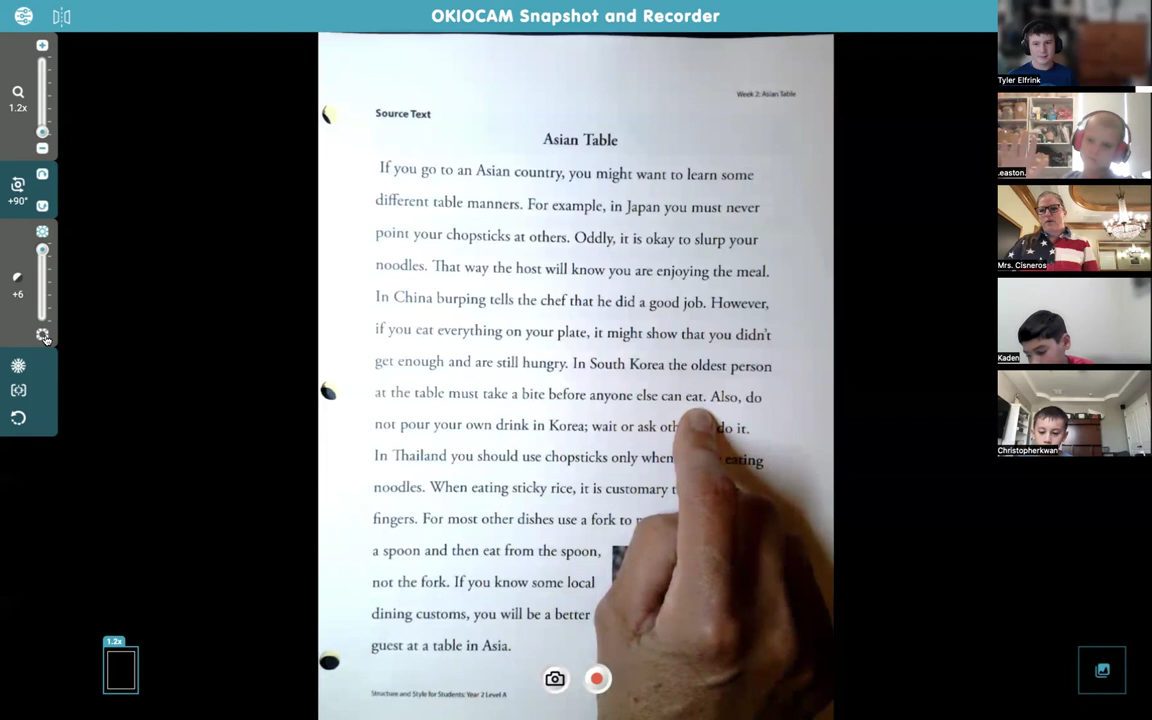 OKIOCAM Snapshot and Recorder
1.2x
+90°
+6
1.2x
Week 2: Asian Table
Source Text
Asian Table
If you go to an Asian country, you might want to learn some
different table manners. For example, in Japan you must never
point your chopsticks at others. Oddly, it is okay to slurp your
noodles. That way the host will know you are enjoying the meal.
In China burping tells the chef that he did a good job. However,
if you eat everything on your plate, it might show that you didn't
get enough and are still hungry. In South Korea the oldest person
at the table must take a bite before anyone else can eat. Also, do
not pour your own drink in Korea; wait or ask do it.
In Thailand you should use chopsticks only when eating
noodles. When eating sticky rice, it is customary
fingers. For most other dishes use a fork to
a spoon and then eat from the spoon,
not the fork. If you know some local
dining customs, you will be a better
guest at a table in Asia.
Structure and Style for Students: Year 2 Level A
Tyler Elfrink
Leaston.
Mrs. Cisneros
Kaden
Christopherkwan